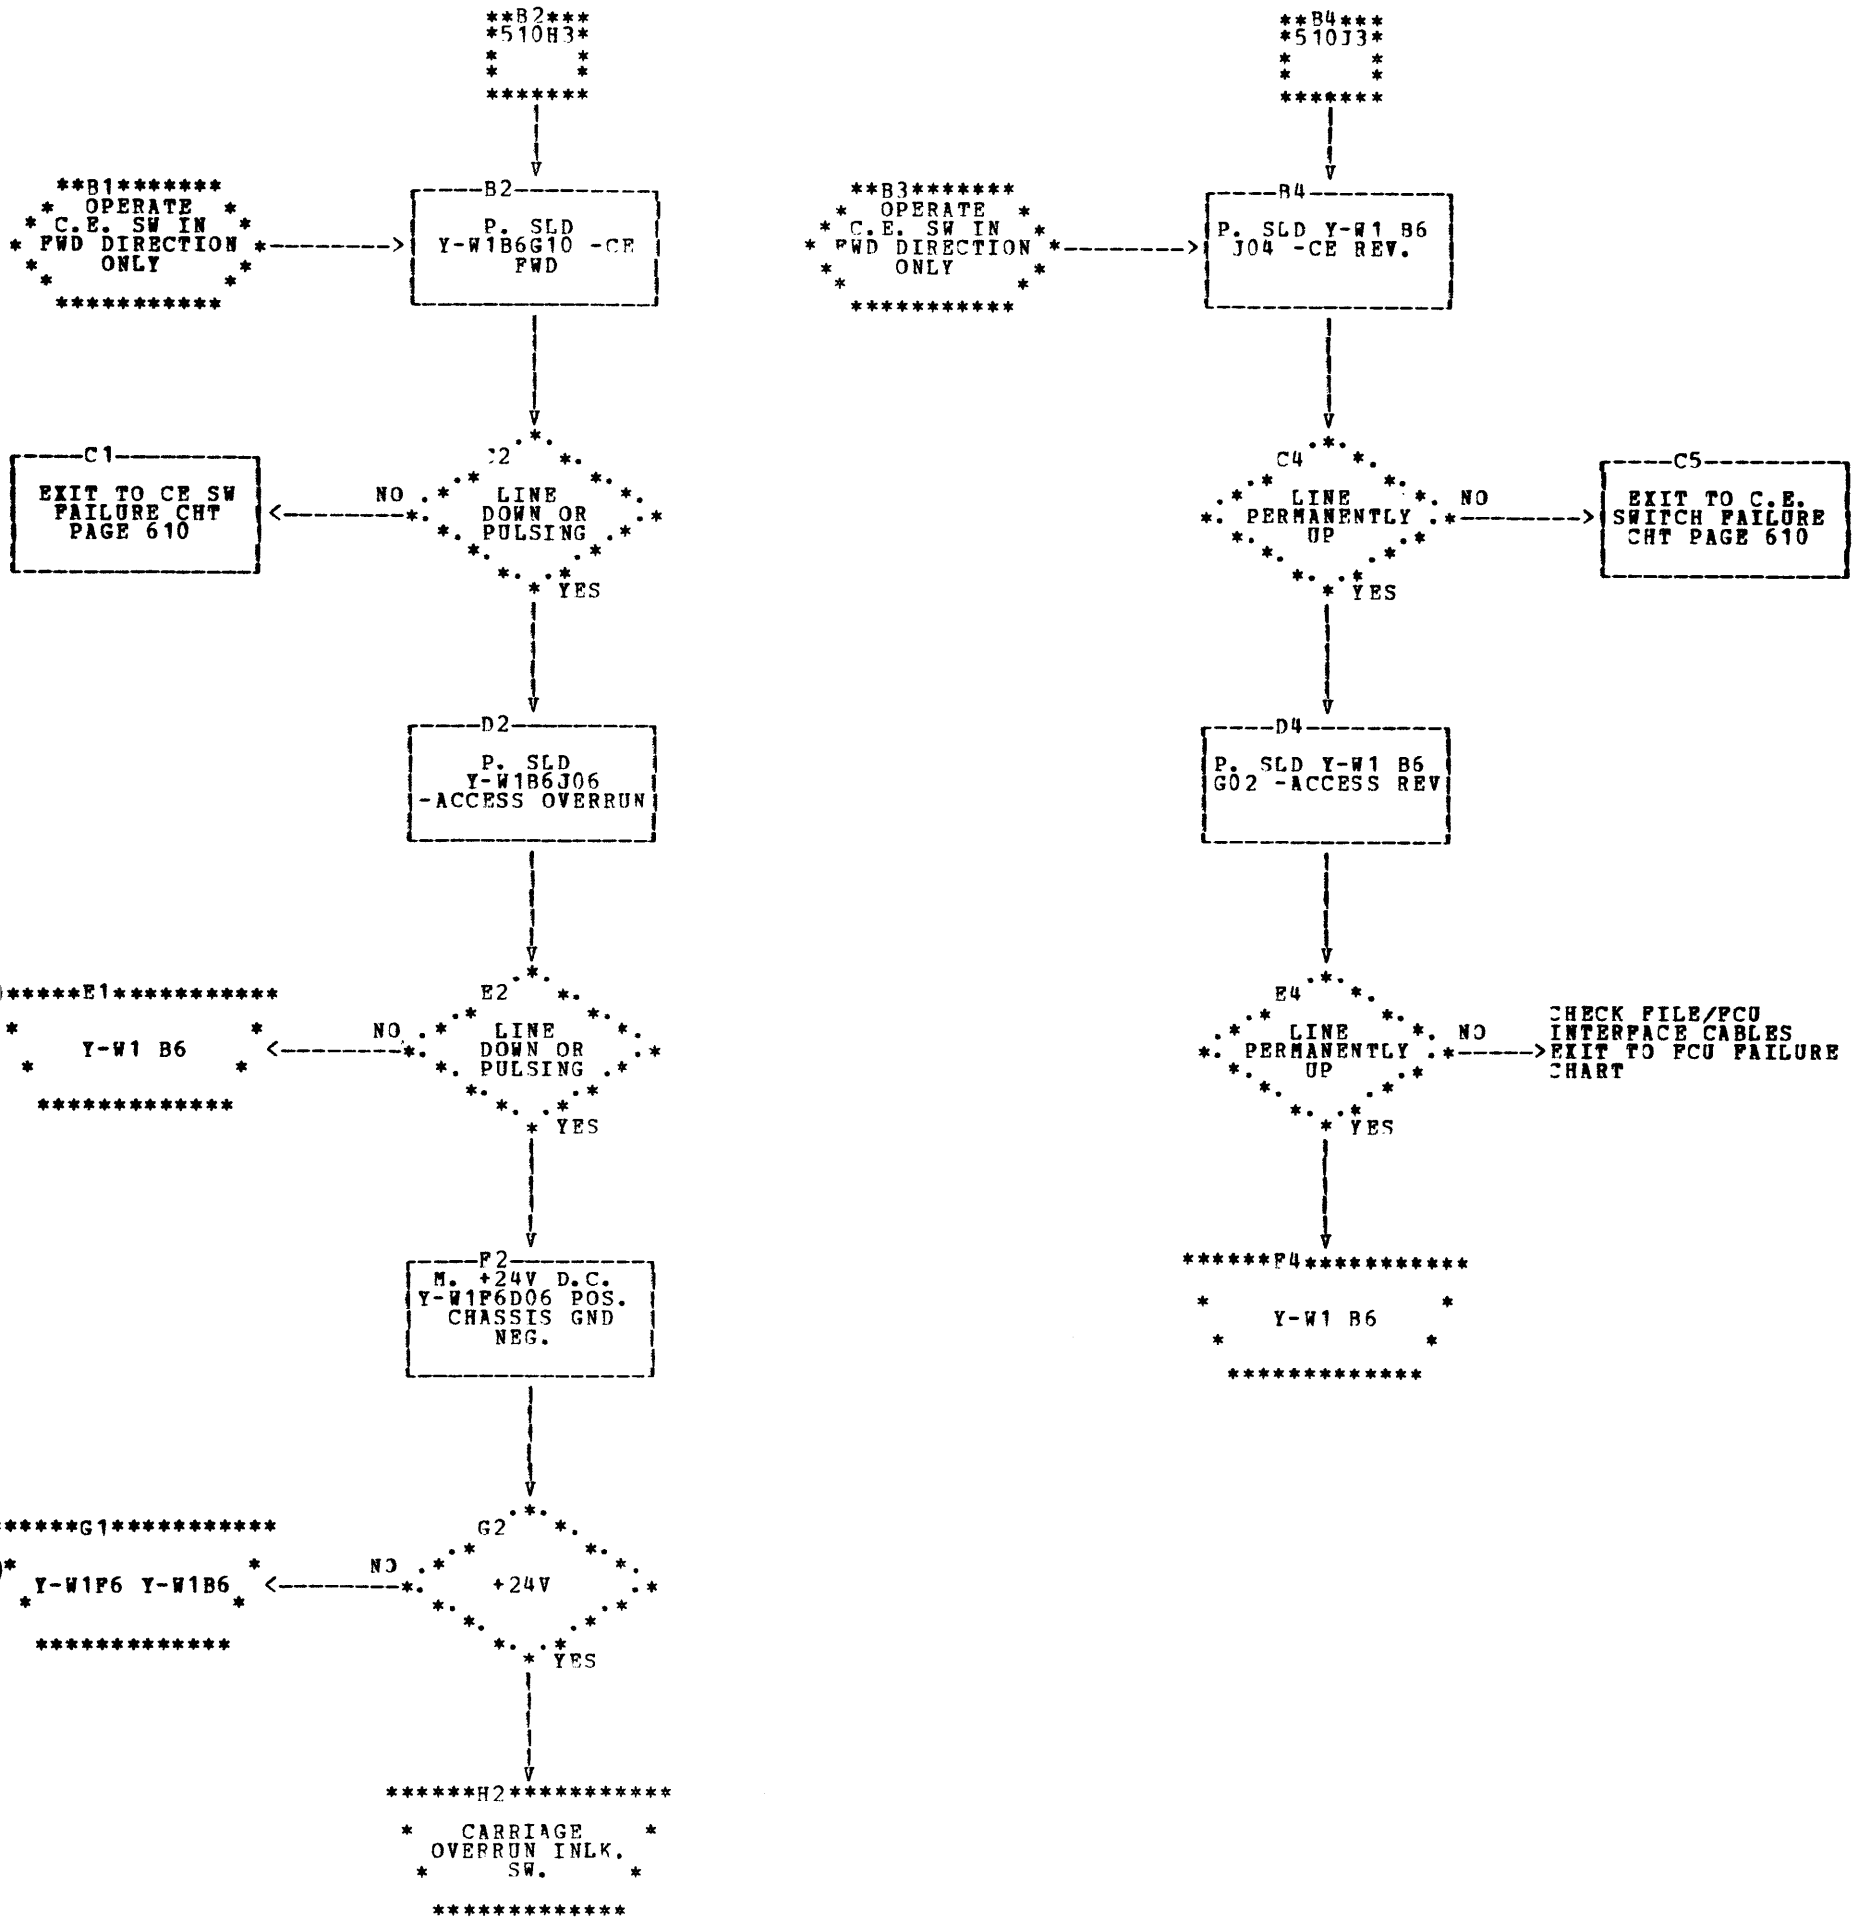 **B2***
*510H3*
**B4***
*510J3*
**B1*******
OPERATE
C.E. SW IN
FWD DIRECTION
ONLY
B2
P. SLD
Y-W1B6G10 -CE
FWD
**B3*******
OPERATE
C.E. SW IN
FWD DIRECTION
ONLY
B4
P. SLD Y-W1 B6
J04 -CE REV.
C1
EXIT TO CE SW
FAILURE CHT
PAGE 610
NO
C2
LINE
DOWN OR
PULSING
YES
C4
LINE
PERMANENTLY
UP
NO
YES
C5
EXIT TO C.E.
SWITCH FAILURE
CHT PAGE 610
D2
P. SLD
Y-W1B6J06
-ACCESS OVERRUN
D4
P. SLD Y-W1 B6
G02 -ACCESS REV
*****E1***********
Y-W1 B6
NO
E2
LINE
DOWN OR
PULSING
YES
E4
LINE
PERMANENTLY
UP
NO
YES
CHECK FILE/FCU
INTERFACE CABLES
EXIT TO FCU FAILURE
CHART
F2
M. +24V D.C.
Y-W1F6D06 POS.
CHASSIS GND
NEG.
******F4***********
Y-W1 B6
*****G1***********
Y-W1F6 Y-W1B6
NO
G2
+24V
YES
******H2***********
CARRIAGE
OVERRUN INLK.
SW.